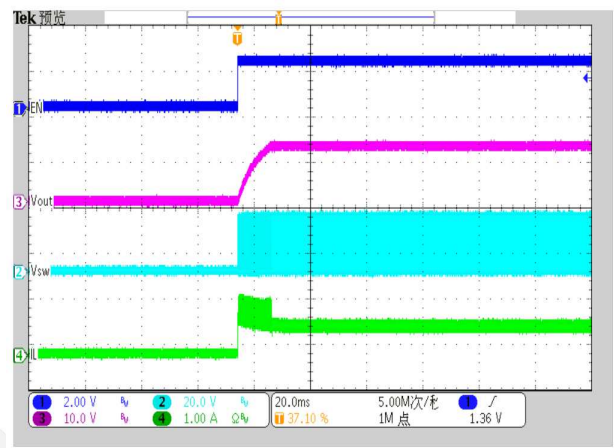 Tek 预览
T
T
1 EN
3 Vout
2 Vsw
4 IL
1 2.00 V 2 20.0 V 20.0ms 5.00M次/秒 1
3 10.0 V 4 1.00 A Ω T 37.10 % 1M 点 1.36 V